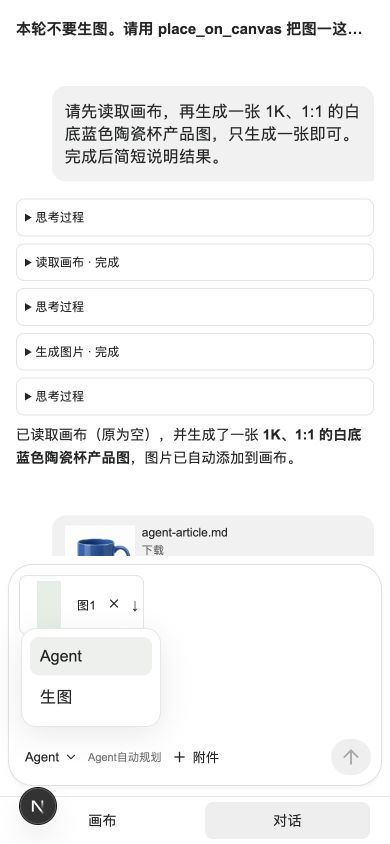 本轮不要生图。请用 place_on_canvas 把图一这…
请先读取画布，再生成一张 1K、1:1 的白
底蓝色陶瓷杯产品图，只生成一张即可。
完成后简短说明结果。
▶ 思考过程
▶ 读取画布 · 完成
▶ 思考过程
▶ 生成图片 · 完成
▶ 思考过程
已读取画布（原为空），并生成了一张 1K、1:1 的白底
蓝色陶瓷杯产品图，图片已自动添加到画布。
agent-article.md
下载
图1 × ↓
Agent
生图
Agent Agent自动规划 + 附件
N
画布 对话